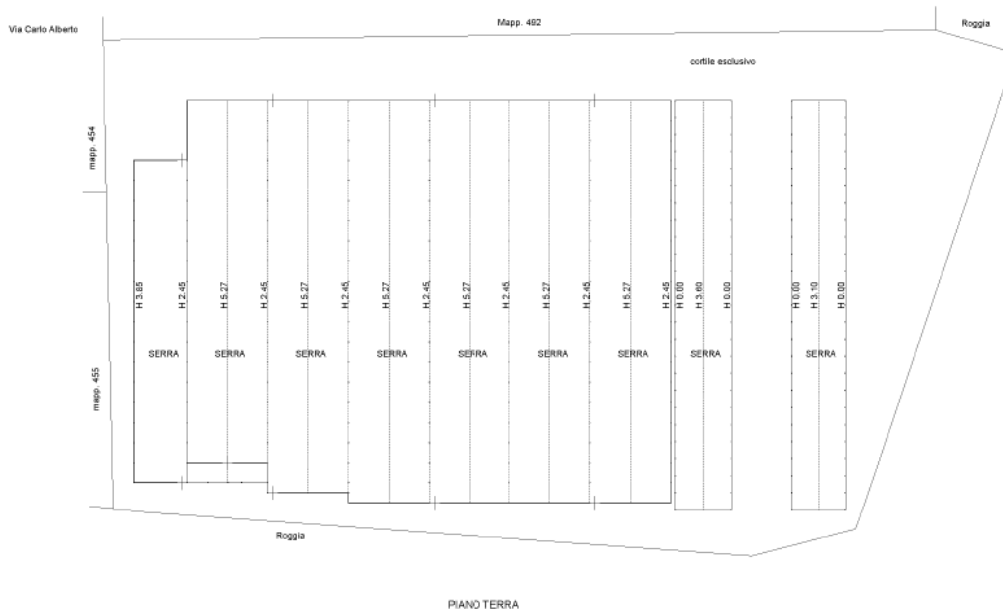 Via Carlo Alberto
Mapp. 492
Roggia
cortile esclusivo
mapp. 454
mapp. 455
H 3.85
H 2.45
H 5.27
H 2.45
H 5.27
H 2.45
H 5.27
H 2.45
H 5.27
H 5.27
H 2.45
H 5.27
H 2.45
H 0.00
H 3.60
H 0.00
H 0.00
H 3.10
H 0.00
SERRA
SERRA
SERRA
SERRA
SERRA
SERRA
SERRA
SERRA
SERRA
Roggia
PIANO TERRA